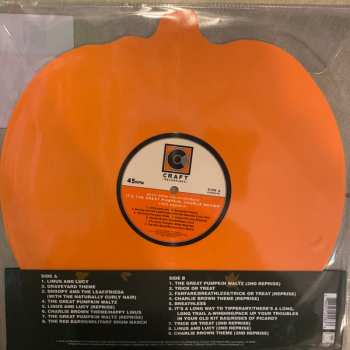 CRAFT
RECORDINGS
IT'S THE GREAT PUMPKIN, CHARLIE BROWN
45RPM
SIDE A
SIDE A
1. LINUS AND LUCY
2. GRAVEYARD THEME
3. SNOOPY AND THE LEAF/FRIEDA
(WITH THE NATURALLY CURLY HAIR)
4. THE GREAT PUMPKIN WALTZ
5. LINUS AND LUCY (REPRISE)
6. CHARLIE BROWN THEME/HAPPY LINUS
7. THE GREAT PUMPKIN WALTZ (REPRISE)
8. THE RED BARON/MILITARY DRUM MARCH
SIDE B
1. THE GREAT PUMPKIN WALTZ (2ND REPRISE)
2. TRICK OR TREAT
3. FANFARE/BREATHLESS/TRICK OR TREAT (REPRISE)
4. CHARLIE BROWN THEME (REPRISE)
5. BREATHLESS
6. IT'S A LONG WAY TO TIPPERARY/THERE'S A LONG,
LONG TRAIL A-WINDING/PACK UP YOUR TROUBLES
IN YOUR OLD KIT BAG/ROSES OF PICARDY
7. TRICK OR TREAT (2ND REPRISE)
8. LINUS AND LUCY (2ND REPRISE)
9. CHARLIE BROWN THEME (2ND REPRISE)